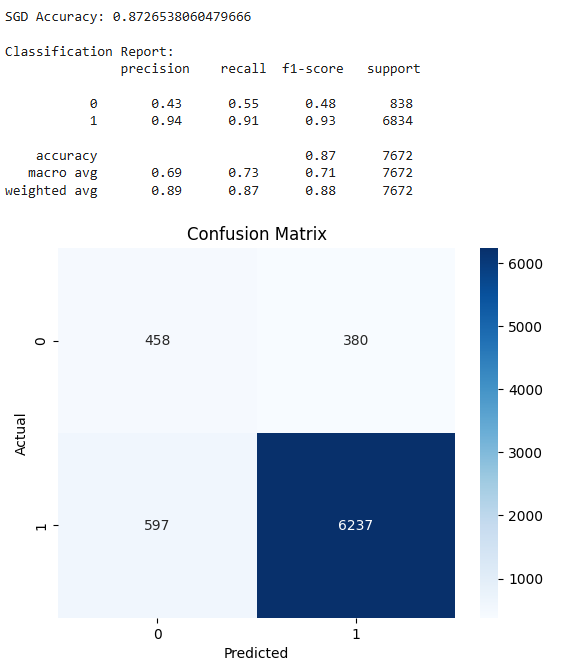 SGD Accuracy: 0.8726538060479666
Classification Report:
precision recall f1-score support
0 0.43 0.55 0.48 838
1 0.94 0.91 0.93 6834
accuracy 0.87 7672
macro avg 0.69 0.73 0.71 7672
weighted avg 0.89 0.87 0.88 7672
Confusion Matrix
6000
5000
4000
3000
2000
1000
Actual
0
458 380
1
597 6237
0 1
Predicted